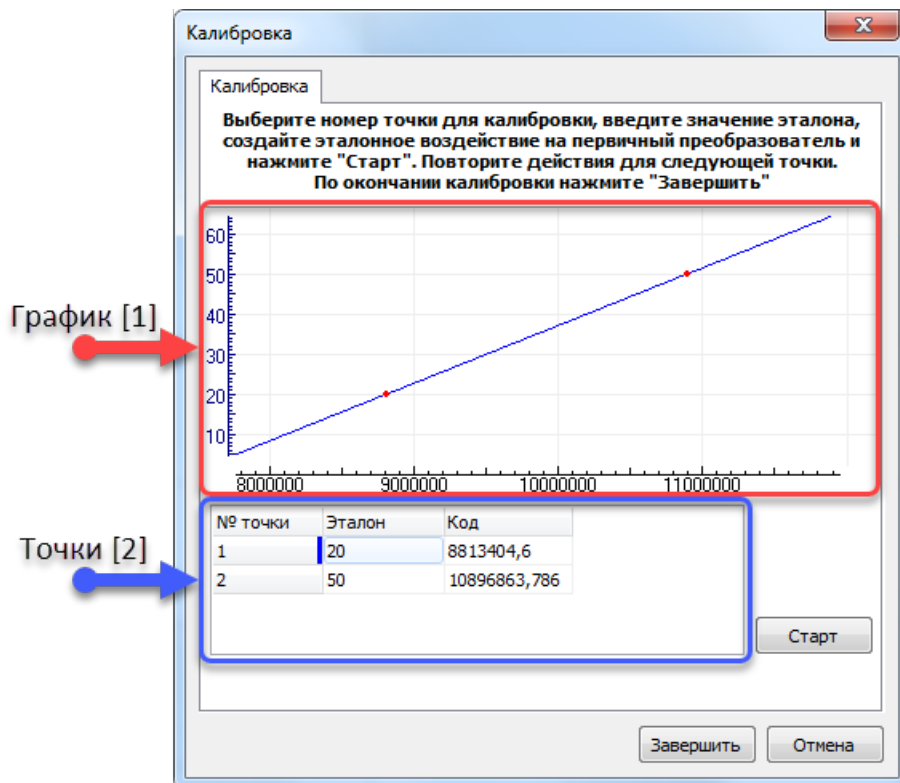 Калибровка
Калибровка
Выберите номер точки для калибровки, введите значение эталона,
создайте эталонное воздействие на первичный преобразователь и
нажмите "Старт". Повторите действия для следующей точки.
По окончании калибровки нажмите "Завершить"
График [1]
60
50
40
30
20
10
8000000 9000000 10000000 11000000
Точки [2]
№ точки Эталон Код
1 20 8813404,6
2 50 10896863,786
Старт
Завершить Отмена